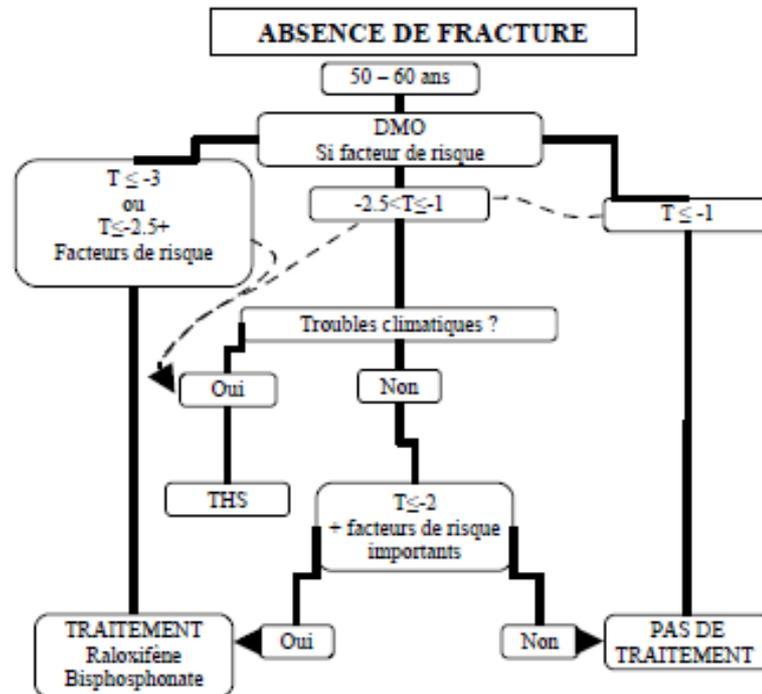 ABSENCE DE FRACTURE
50 – 60 ans
DMO
Si facteur de risque
T ≤ -3
ou
T≤-2.5+
Facteurs de risque
-2.5<T≤-1
T ≤ -1
Troubles climatiques ?
Oui
Non
THS
T≤-2
+ facteurs de risque
importants
TRAITEMENT
Raloxifène
Bisphosphonate
Oui
Non
PAS DE
TRAITEMENT